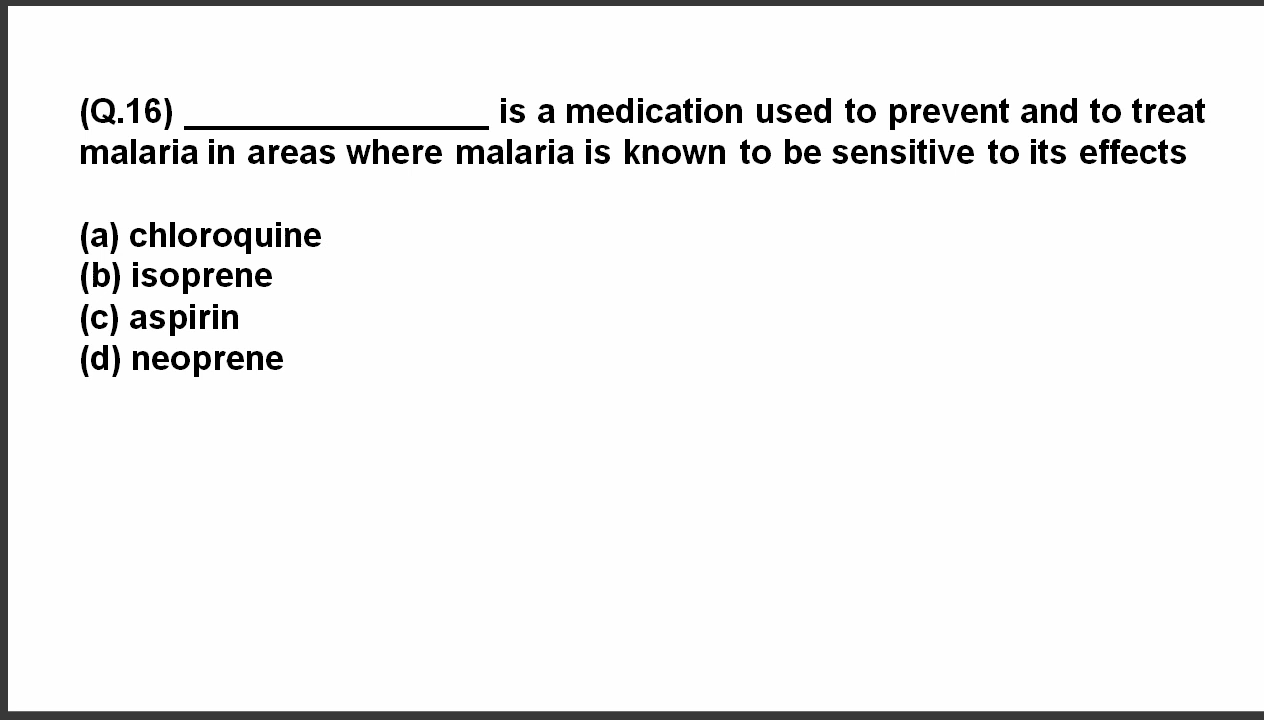 (Q.16) ________________ is a medication used to prevent and to treat
malaria in areas where malaria is known to be sensitive to its effects
(a) chloroquine
(b) isoprene
(c) aspirin
(d) neoprene